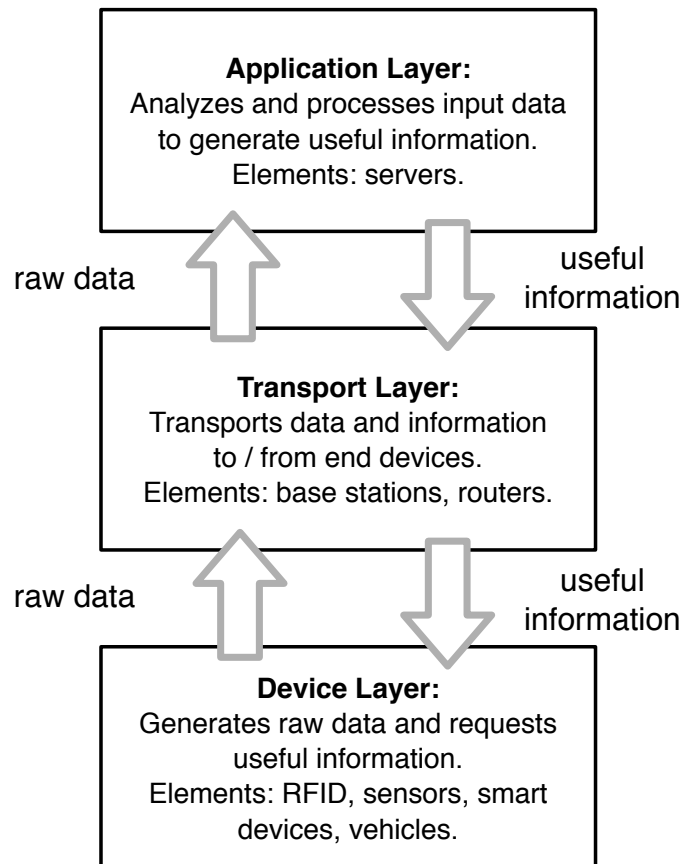 Application Layer:
Analyzes and processes input data
to generate useful information.
Elements: servers.
raw data
useful
information
Transport Layer:
Transports data and information
to / from end devices.
Elements: base stations, routers.
raw data
useful
information
Device Layer:
Generates raw data and requests
useful information.
Elements: RFID, sensors, smart
devices, vehicles.